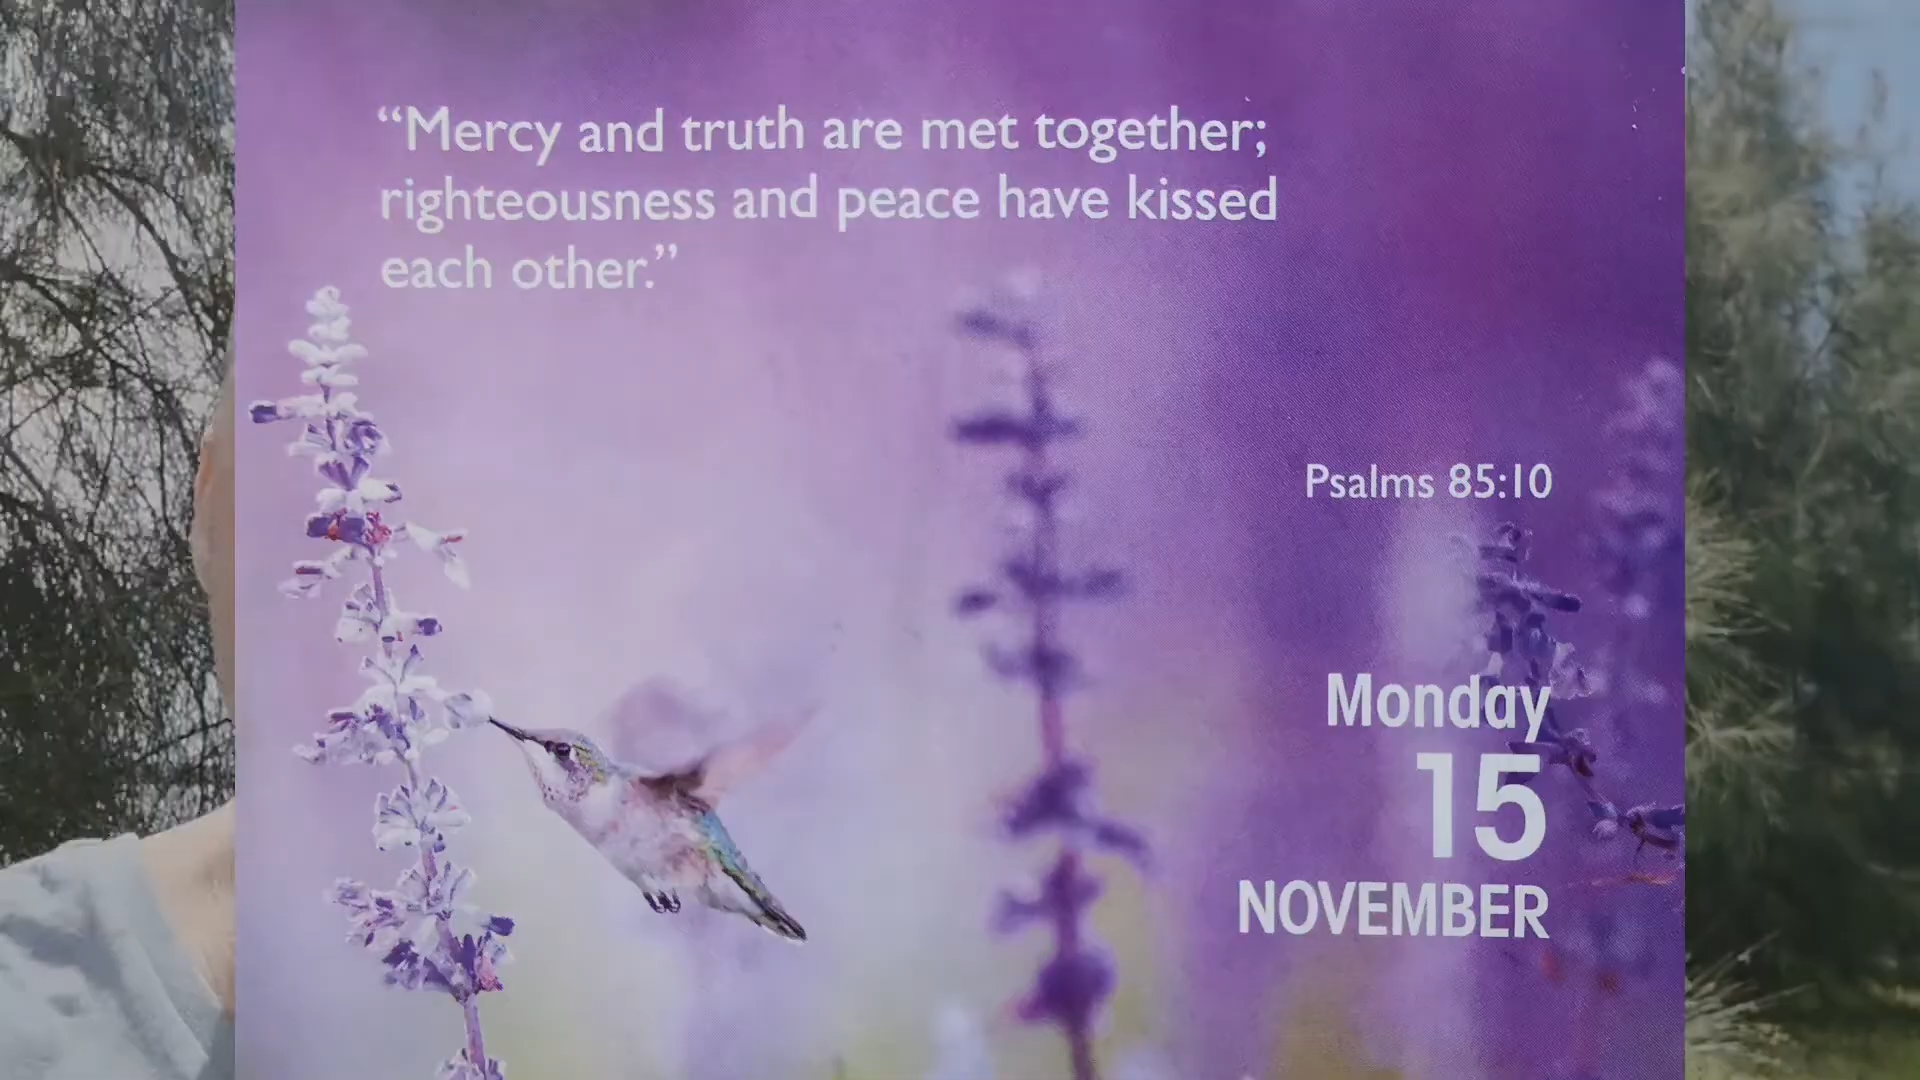 “Mercy and truth are met together;
righteousness and peace have kissed
each other.”
Psalms 85:10
Monday
15
NOVEMBER